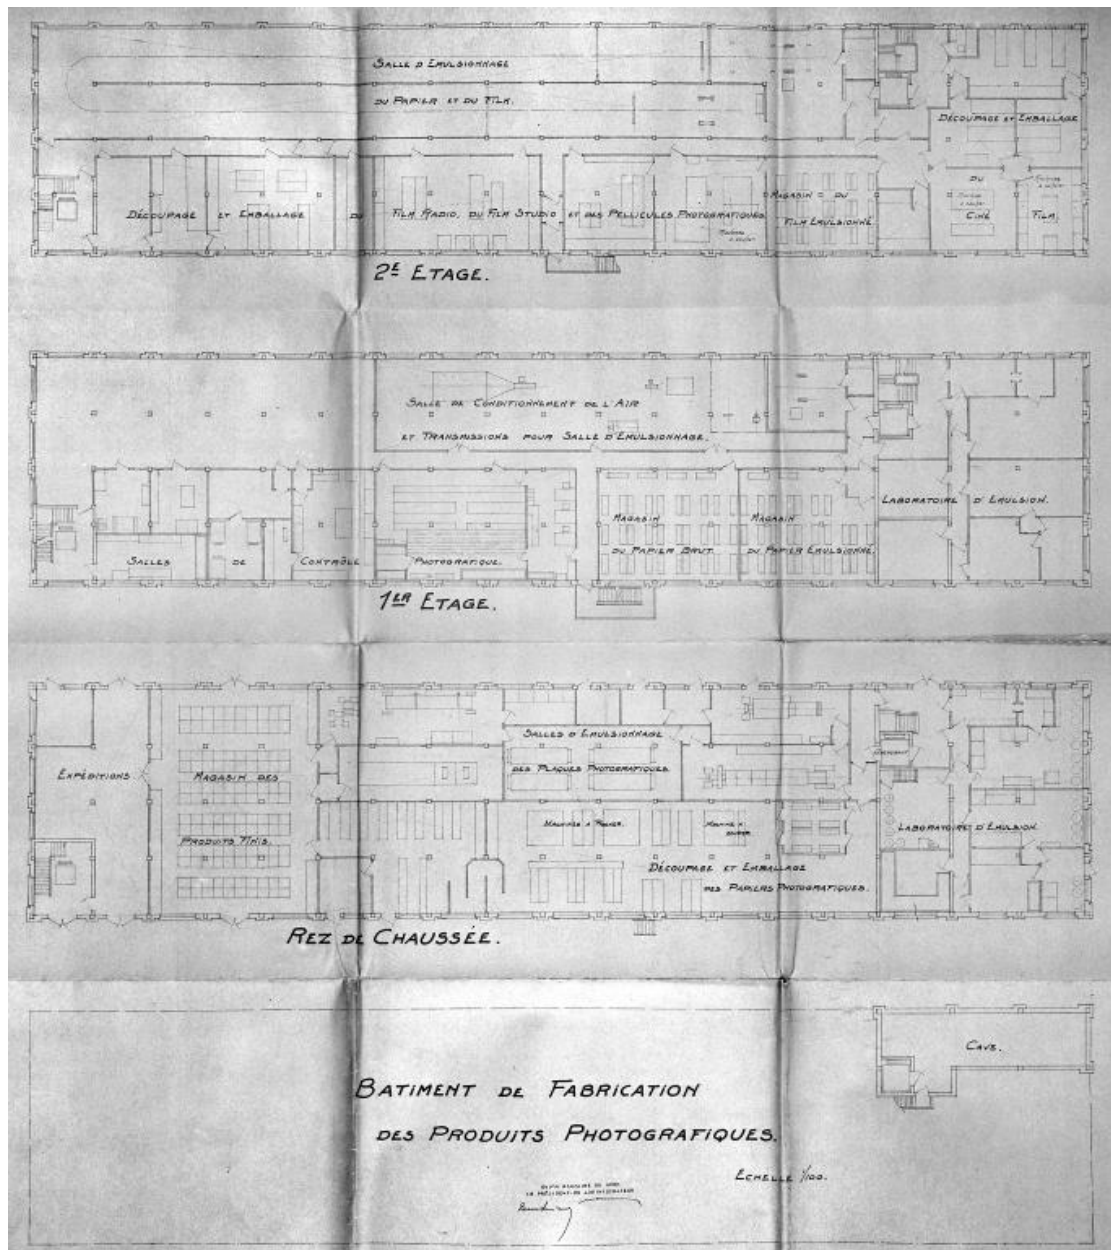 SALLE D'EMULSIONNAGE
DU PAPIER ET DU FILM.
DÉCOUPAGE ET EMBALLAGE
DU
CINÉ FILM.
DÉCOUPAGE ET EMBALLAGE DU FILM RADIO, DU FILM STUDIO ET DES PELLICULES PHOTOGRAFIQUES
MAGASIN DU
FILM EMULSIONNÉ
2E ETAGE.
SALLE DE CONDITIONNEMENT DE L'AIR
ET TRANSMISSIONS POUR SALLE D'EMULSIONNAGE.
LABORATOIRE D'EMULSION.
MAGASIN
DU PAPIER BRUT.
MAGASIN
DU PAPIER EMULSIONNÉ.
SALLES DE CONTRÔLE PHOTOGRAFIQUE.
1ER ETAGE.
SALLES D'EMULSIONNAGE
DES PLAQUES PHOTOGRAFIQUES
EXPÉDITIONS
MAGASIN DES
PRODUITS FINIS.
LABORATOIRE D'EMULSION.
DÉCOUPAGE ET EMBALLAGE
DES PAPIERS PHOTOGRAFIQUES.
REZ DE CHAUSSÉE.
CAVE.
BATIMENT DE FABRICATION
DES PRODUITS PHOTOGRAFIQUES.
ECHELLE 1/100.